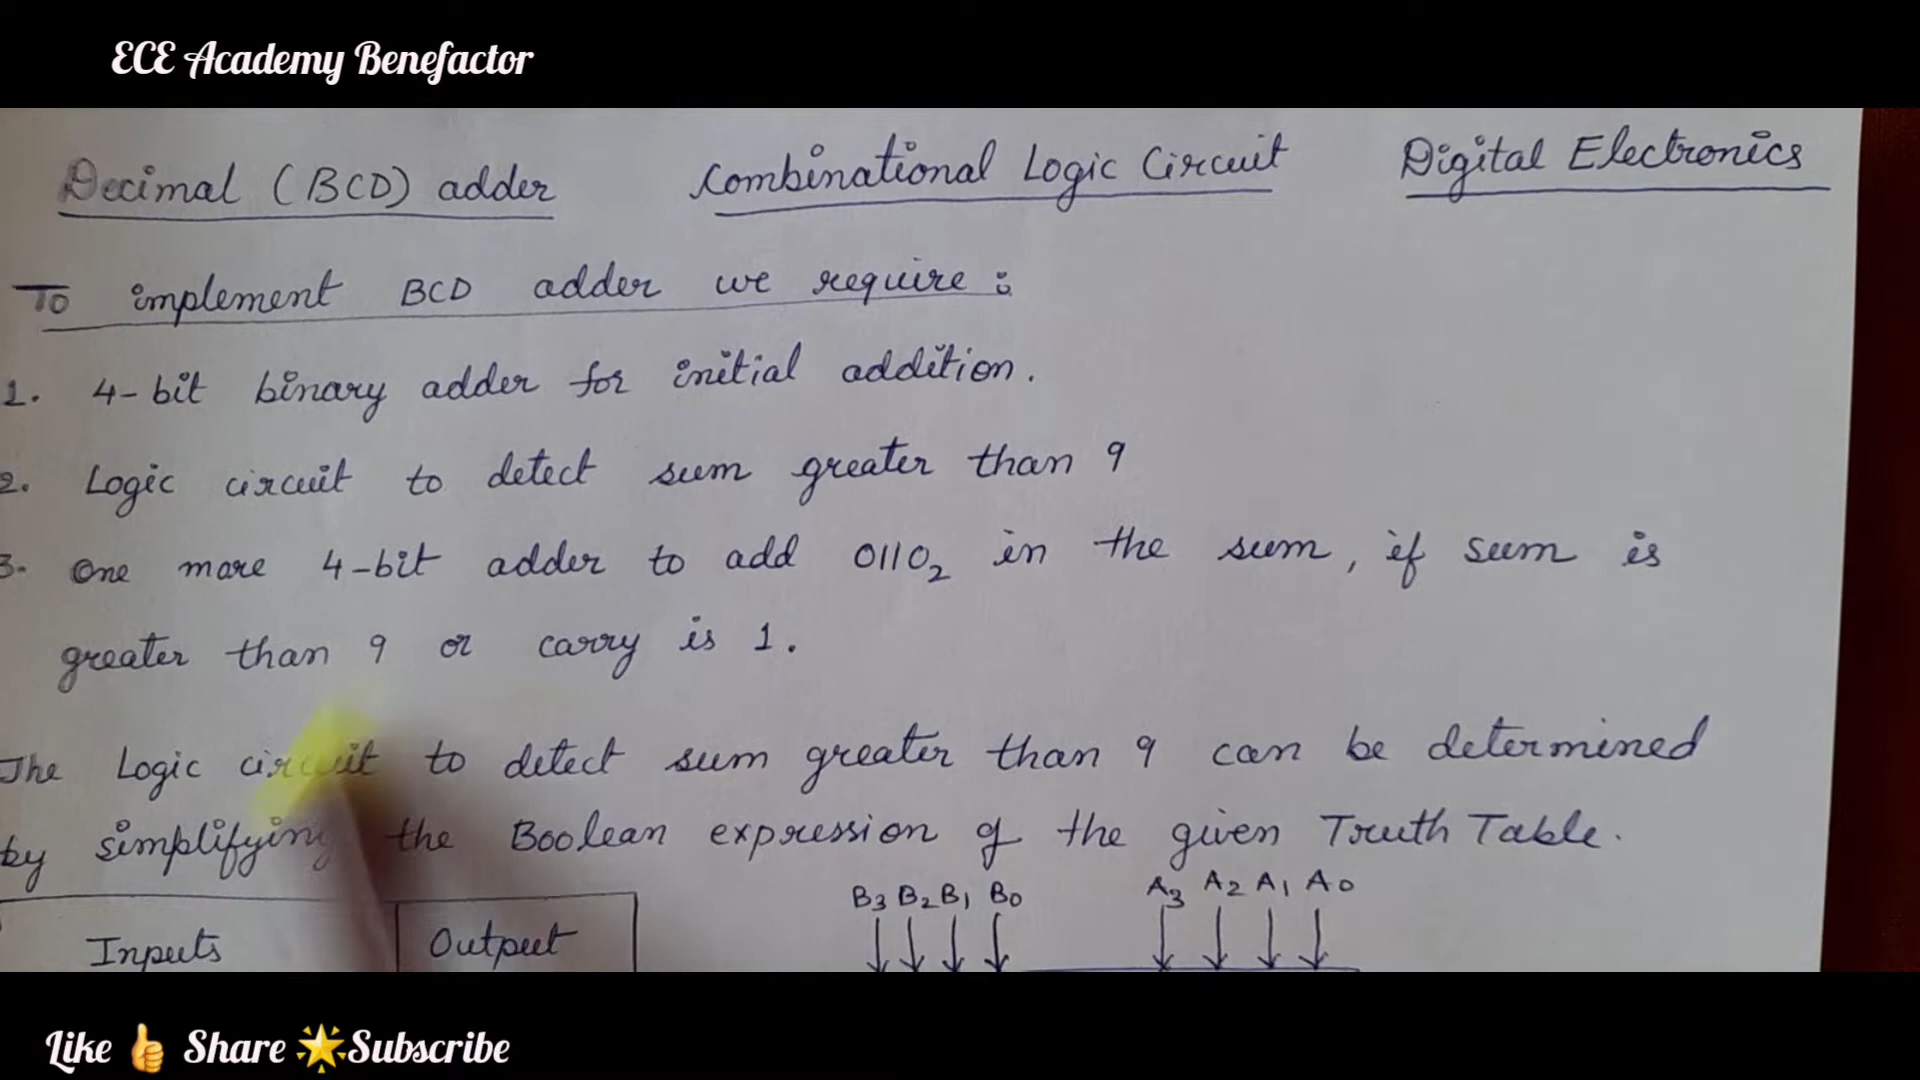 ECE Academy Benefactor
Decimal (BCD) adder Combinational Logic Circuit Digital Electronics
To implement BCD adder we require :
1. 4-bit binary adder for initial addition.
2. Logic circuit to detect sum greater than 9
3. One more 4-bit adder to add 0110₂ in the sum, if sum is
greater than 9 or carry is 1.
The Logic circuit to detect sum greater than 9 can be determined
by simplifying the Boolean expression of the given Truth Table.
B₃ B₂ B₁ B₀ A₃ A₂ A₁ A₀
Inputs Output
Like 👍 Share 🌟Subscribe